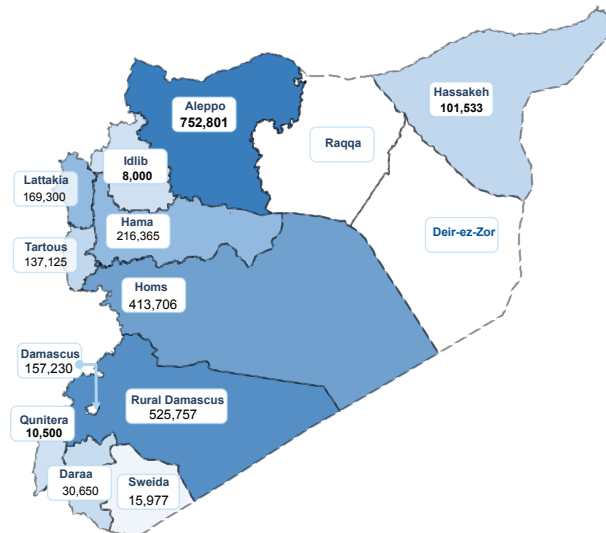 Hassakeh
101,533
Aleppo
752,801
Raqqa
Idlib
8,000
Lattakia
169,300
Hama
216,365
Deir-ez-Zor
Tartous
137,125
Homs
413,706
Damascus
157,230
Rural Damascus
525,757
Qunitera
10,500
Daraa
30,650
Sweida
15,977